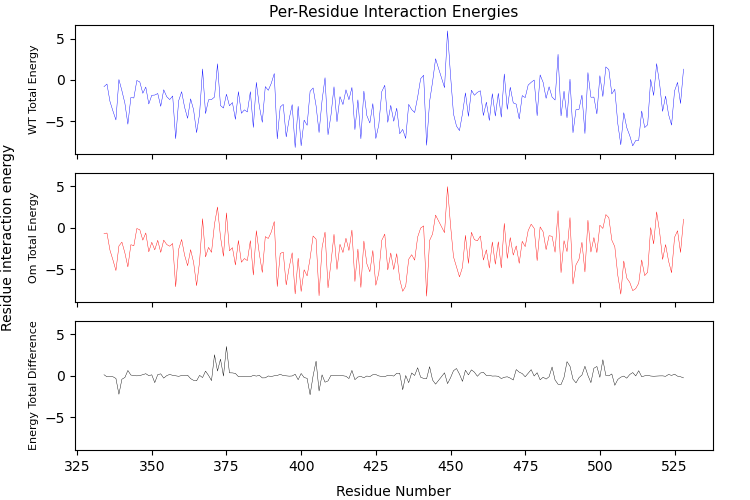 Per-Residue Interaction Energies
5
0
−5
WT Total Energy
5
0
−5
Om Total Energy
Residue interaction energy
5
0
−5
Energy Total Difference
325 350 375 400 425 450 475 500 525
Residue Number